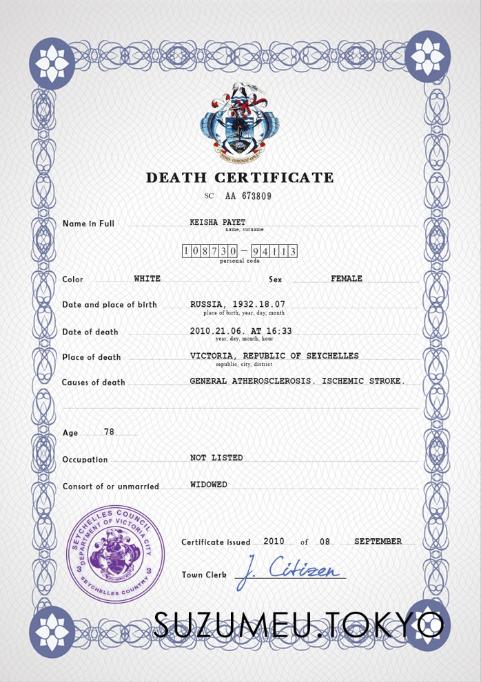 DEATH CERTIFICATE
SC AA 673809
Name in Full KEISHA PAYET
name, surname
108730-94113
personal code
Color WHITE Sex FEMALE
Date and place of birth RUSSIA, 1932.18.07
place of birth, year, day, month
Date of death 2010.21.06. AT 16:33
year, day, month, hour
Place of death VICTORIA, REPUBLIC OF SEYCHELLES
republic, city, district
Causes of death GENERAL ATHEROSCLEROSIS. ISCHEMIC STROKE.
Age 78
Occupation NOT LISTED
Consort of or unmarried WIDOWED
SEYCHELLES COUNCIL
DEPARTMENT OF VICTORIA CITY
SEYCHELLES COUNTRY
Certificate issued 2010 of 08 SEPTEMBER
Town Clerk J. Citizen
SUZUMEU.TOKYO